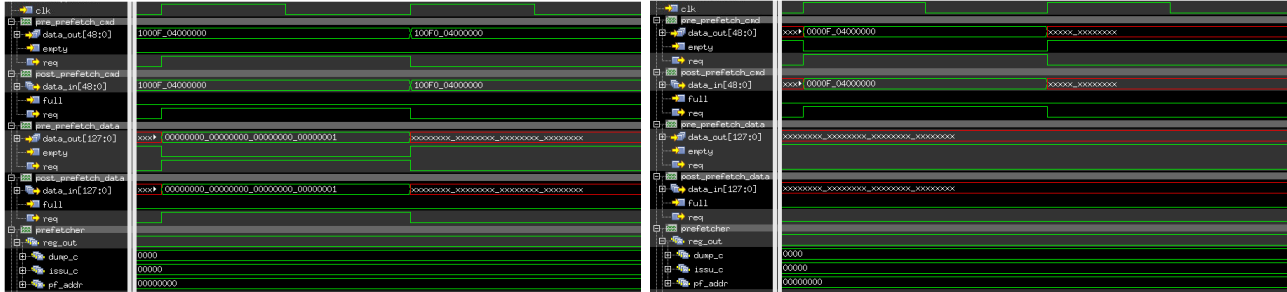 clk
pre_prefetch_cmd
data_out[48:0] 1000F_04000000 100F0_04000000
empty
req
post_prefetch_cmd
data_in[48:0] 1000F_04000000 100F0_04000000
full
req
pre_prefetch_data
data_out[127:0] xxx 00000000_00000000_00000000_00000001 xxxxxxxx_xxxxxxxx_xxxxxxxx_xxxxxxxx
empty
req
post_prefetch_data
data_in[127:0] xxx 00000000_00000000_00000000_00000001 xxxxxxxx_xxxxxxxx_xxxxxxxx_xxxxxxxx
full
req
prefetcher
reg_out
dump_c 0000
issu_c 00000
pf_addr 00000000
clk
pre_prefetch_cmd
data_out[48:0] xxx 0000F_04000000 xxxxx_xxxxxxxx
empty
req
post_prefetch_cmd
data_in[48:0] xxx 0000F_04000000 xxxxx_xxxxxxxx
full
req
pre_prefetch_data
data_out[127:0] xxxxxxxx_xxxxxxxx_xxxxxxxx_xxxxxxxx
empty
req
post_prefetch_data
data_in[127:0] xxxxxxxx_xxxxxxxx_xxxxxxxx_xxxxxxxx
full
req
prefetcher
reg_out
dump_c 0000
issu_c 00000
pf_addr 00000000